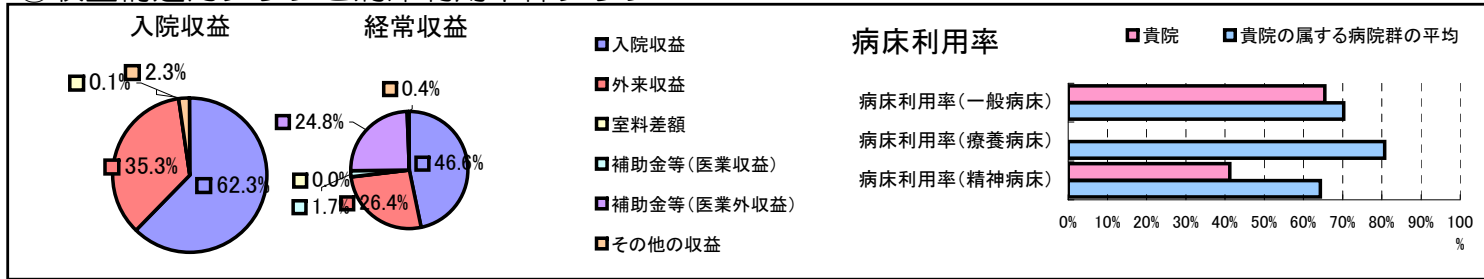 入院収益
0.1%
2.3%
35.3%
62.3%
経常収益
0.4%
24.8%
46.6%
0.0%
1.7%
26.4%
入院収益
外来収益
室料差額
補助金等(医業収益)
補助金等(医業外収益)
その他の収益
病床利用率
貴院
貴院の属する病院群の平均
病床利用率(一般病床)
病床利用率(療養病床)
病床利用率(精神病床)
0% 10% 20% 30% 40% 50% 60% 70% 80% 90% 100
%